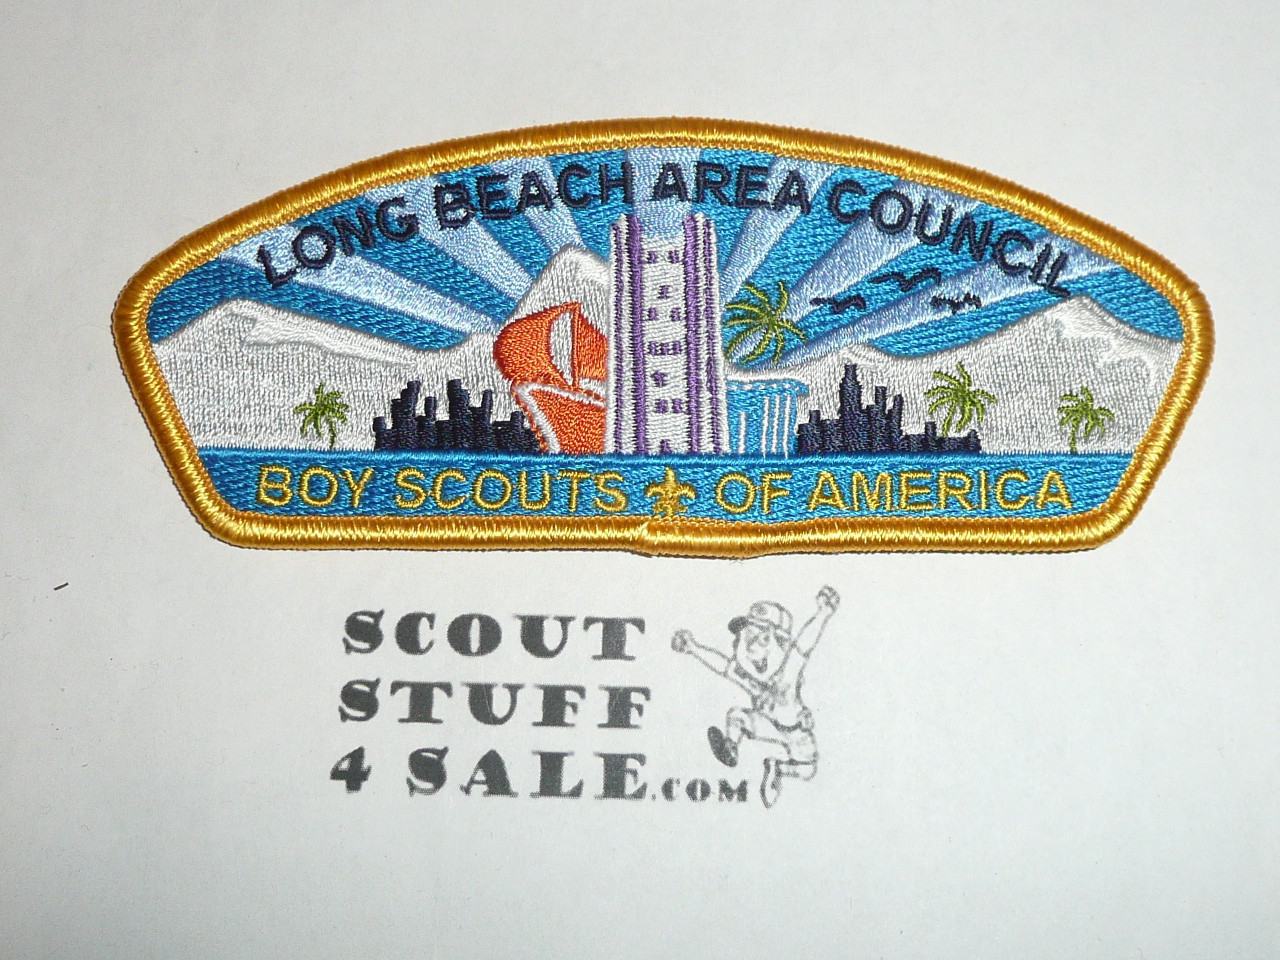 LONG BEACH AREA COUNCIL
BOY SCOUTS OF AMERICA
SCOUT
STUFF
4 SALE.COM